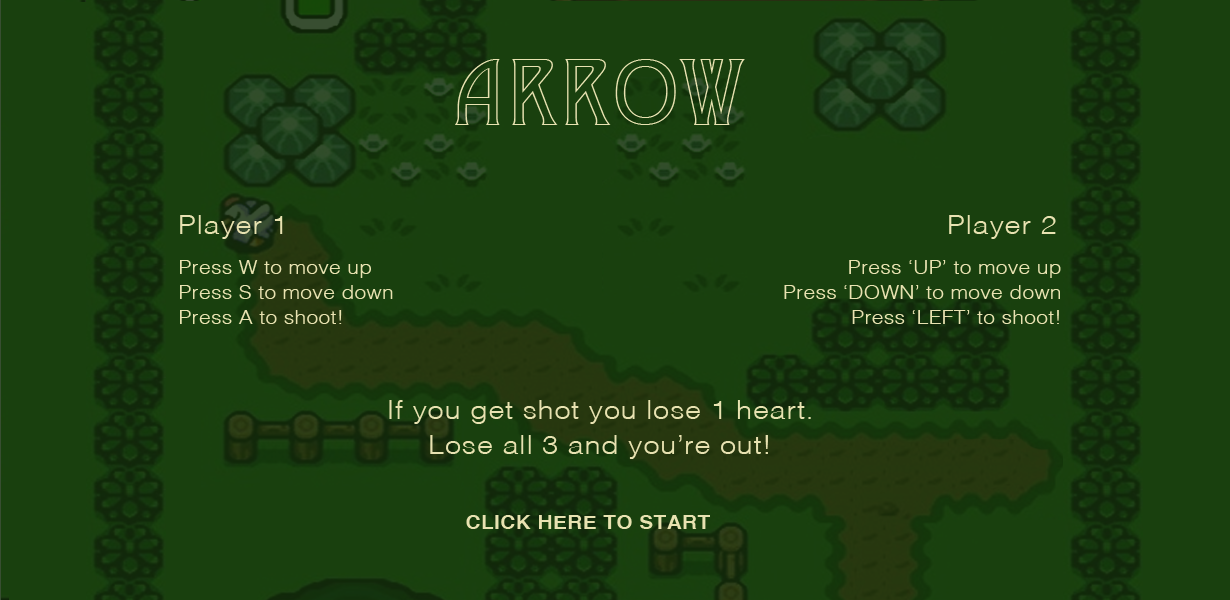 ARROW
Player 1
Press W to move up
Press S to move down
Press A to shoot!
Player 2
Press ‘UP’ to move up
Press ‘DOWN’ to move down
Press ‘LEFT’ to shoot!
If you get shot you lose 1 heart.
Lose all 3 and you’re out!
CLICK HERE TO START